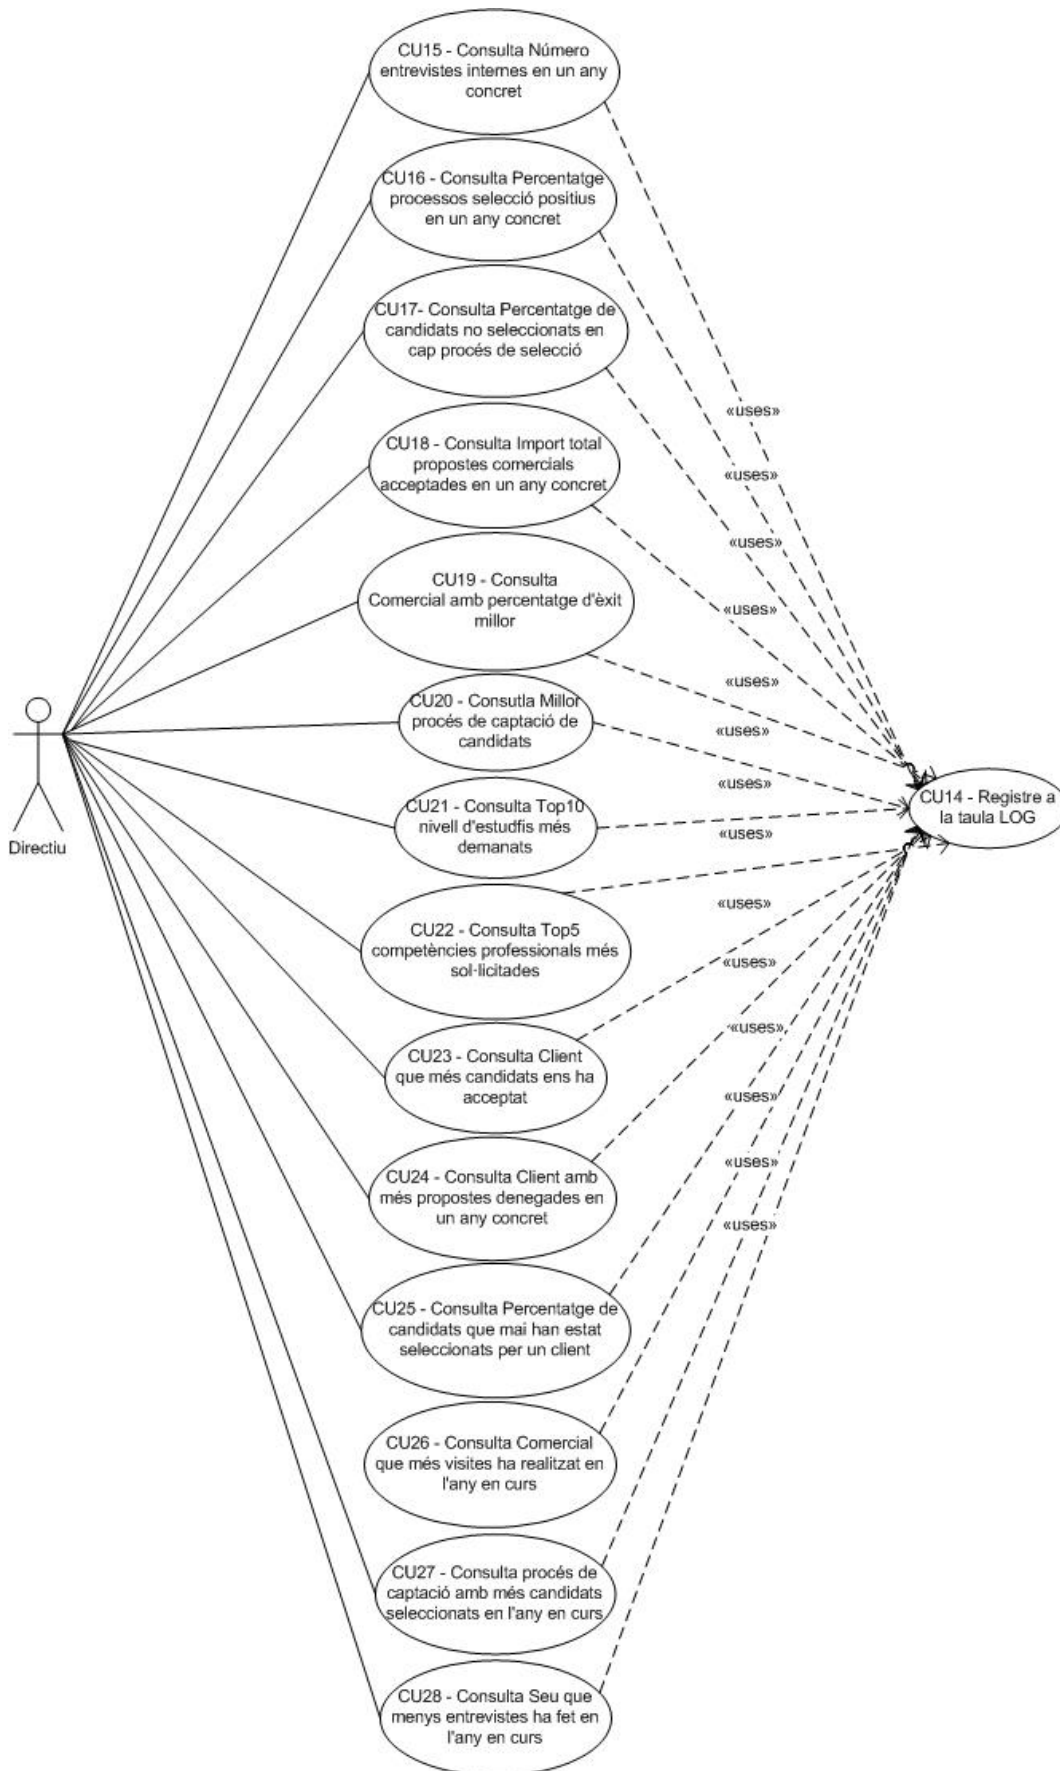 CU15 - Consulta Número
entrevistes internes en un any
concret
CU16 - Consulta Percentatge
processos selecció positius
en un any concret
CU17- Consulta Percentatge de
candidats no seleccionats en
cap procés de selecció
«uses»
CU18 - Consulta Import total
propostes comercials
acceptades en un any concret
«uses»
«uses»
CU19 - Consulta
Comercial amb percentatge d'èxit
millor
«uses»
«uses»
CU20 - Consutla Millor
procés de captació de
candidats
«uses»
«uses»
CU21 - Consulta Top10
nivell d'estudfis més
demanats
CU14 - Registre a
la taula LOG
«uses»
Directiu
CU22 - Consulta Top5
competències professionals més
sol·licitades
«uses»
«uses»
CU23 - Consulta Client
que més candidats ens ha
acceptat
«uses»
«uses»
CU24 - Consulta Client amb
més propostes denegades en
un any concret
«uses»
«uses»
CU25 - Consulta Percentatge de
candidats que mai han estat
seleccionats per un client
CU26 - Consulta Comercial
que més visites ha realitzat en
l'any en curs
CU27 - Consulta procés de
captació amb més candidats
seleccionats en l'any en curs
CU28 - Consulta Seu que
menys entrevistes ha fet en
l'any en curs